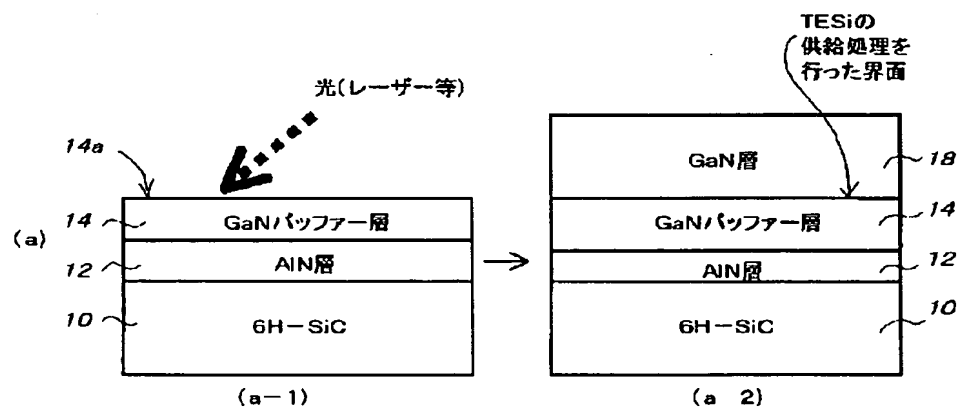 TESiの
供給処理を
行った界面
光(レーザー等)
14a
GaN層
18
(a)
14
GaNバッファー層
GaNバッファー層
14
12
AlN層
AlN層
12
10
6H-SiC
6H-SiC
10
(a-1)
(a 2)